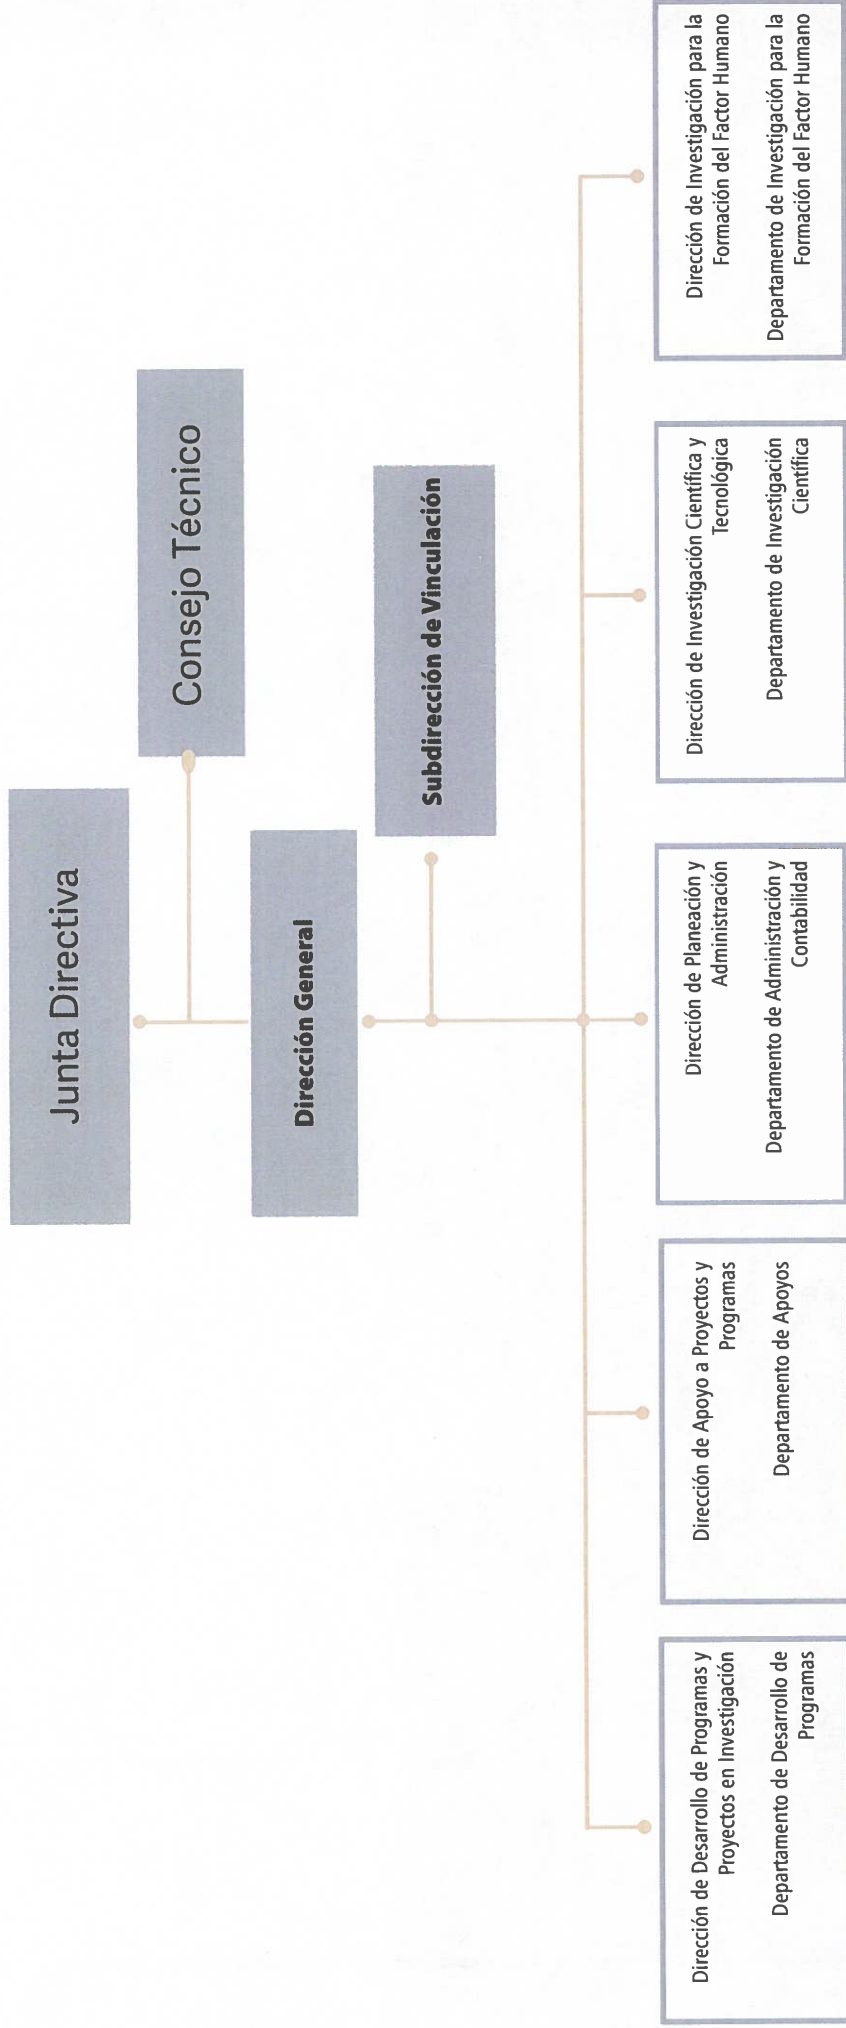 Junta Directiva
Consejo Técnico
Dirección General
Subdirección de Vinculación
Dirección de Desarrollo de Programas y
Proyectos en Investigación
Departamento de Desarrollo de
Programas
Dirección de Apoyo a Proyectos y
Programas
Departamento de Apoyos
Dirección de Planeación y
Administración
Departamento de Administración y
Contabilidad
Dirección de Investigación Científica y
Tecnológica
Departamento de Investigación
Científica
Dirección de Investigación para la
Formación del Factor Humano
Departamento de Investigación para la
Formación del Factor Humano